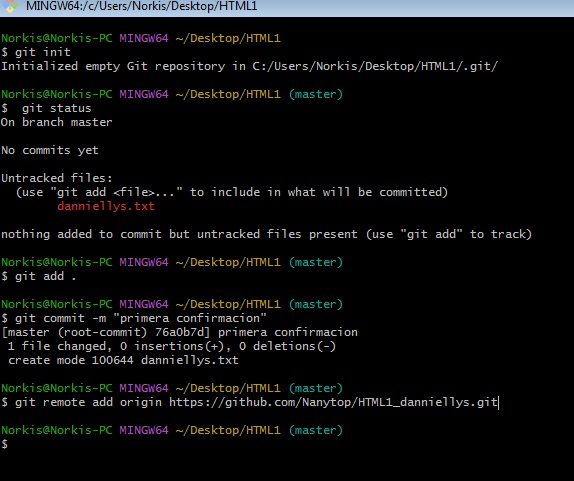 MINGW64:/c/Users/Norkis/Desktop/HTML1
Norkis@Norkis-PC MINGW64 ~/Desktop/HTML1
$ git init
Initialized empty Git repository in C:/Users/Norkis/Desktop/HTML1/.git/
Norkis@Norkis-PC MINGW64 ~/Desktop/HTML1 (master)
$  git status
On branch master
No commits yet
Untracked files:
  (use "git add <file>..." to include in what will be committed)
        danniellys.txt
nothing added to commit but untracked files present (use "git add" to track)
Norkis@Norkis-PC MINGW64 ~/Desktop/HTML1 (master)
$ git add .
Norkis@Norkis-PC MINGW64 ~/Desktop/HTML1 (master)
$ git commit -m "primera confirmacion"
[master (root-commit) 76a0b7d] primera confirmacion
 1 file changed, 0 insertions(+), 0 deletions(-)
 create mode 100644 danniellys.txt
Norkis@Norkis-PC MINGW64 ~/Desktop/HTML1 (master)
$ git remote add origin https://github.com/Nanytop/HTML1_danniellys.git
Norkis@Norkis-PC MINGW64 ~/Desktop/HTML1 (master)
$